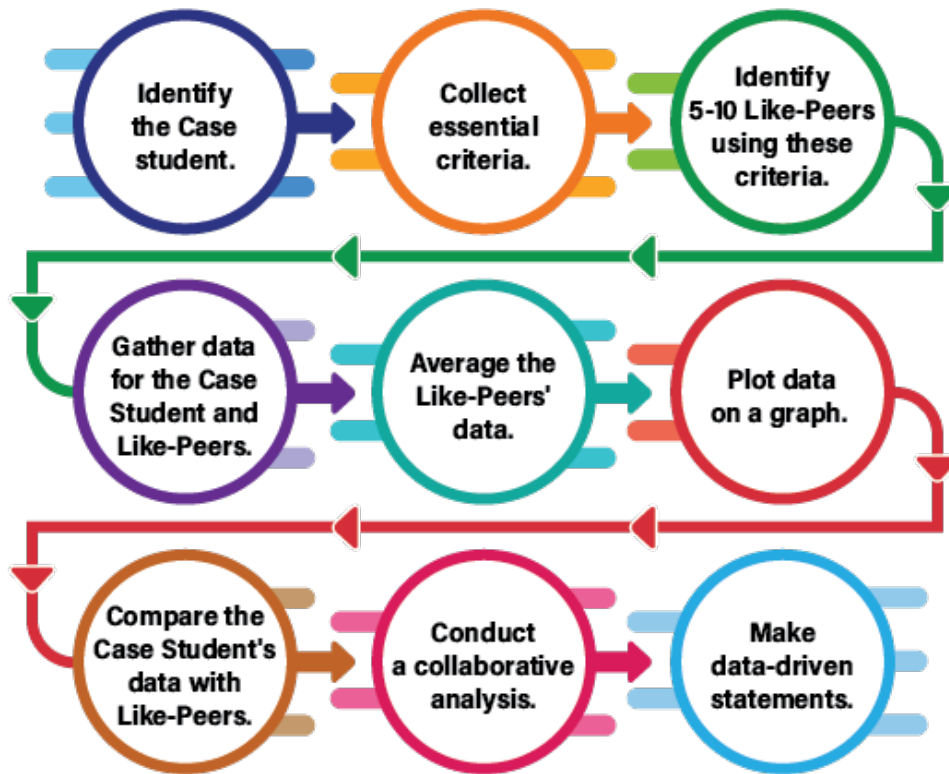 Identify
the Case
student.
Collect
essential
criteria.
Identify
5-10 Like-Peers
using these
criteria.
Gather data
for the Case
Student and
Like-Peers.
Average the
Like-Peers'
data.
Plot data
on a graph.
Compare the
Case Student's
data with
Like-Peers.
Conduct
a collaborative
analysis.
Make
data-driven
statements.